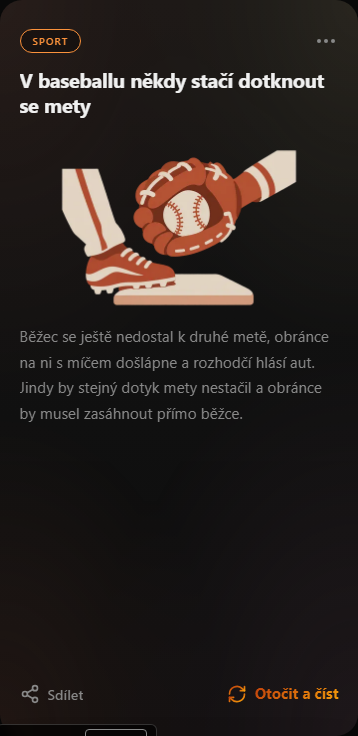 SPORT
V baseballu někdy stačí dotknout
se mety
Běžec se ještě nedostal k druhé metě, obránce
na ni s míčem došlápne a rozhodčí hlásí aut.
Jindy by stejný dotyk mety nestačil a obránce
by musel zasáhnout přímo běžce.
Sdílet
Otočit a číst